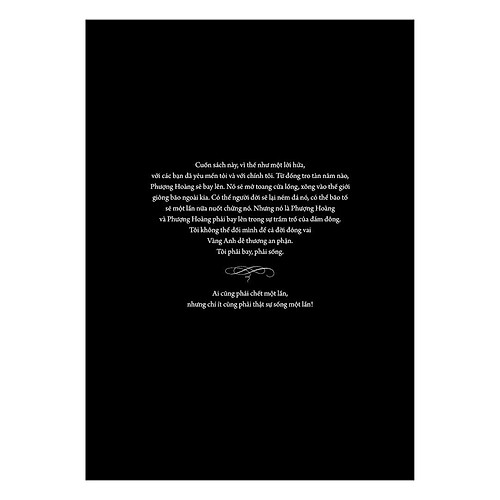 Cuốn sách này, vì thế như một lời hứa,
với các bạn đã yêu mến tôi và với chính tôi. Từ đống tro tàn năm nào,
Phượng Hoàng sẽ bay lên. Nó sẽ mở toang cửa lồng, xông vào thế giới
giông bão ngoài kia. Có thể người đời sẽ lại ném đá nó, có thể bão tố
sẽ một lần nữa nuốt chửng nó. Nhưng nó là Phượng Hoàng
và Phượng Hoàng phải bay lên trong sự trầm trồ của đám đông.
Tôi không thể đổi mình để cả đời đóng vai
Vàng Anh dễ thương an phận.
Tôi phải bay, phải sống.
Ai cũng phải chết một lần,
nhưng chí ít cũng phải thật sự sống một lần!